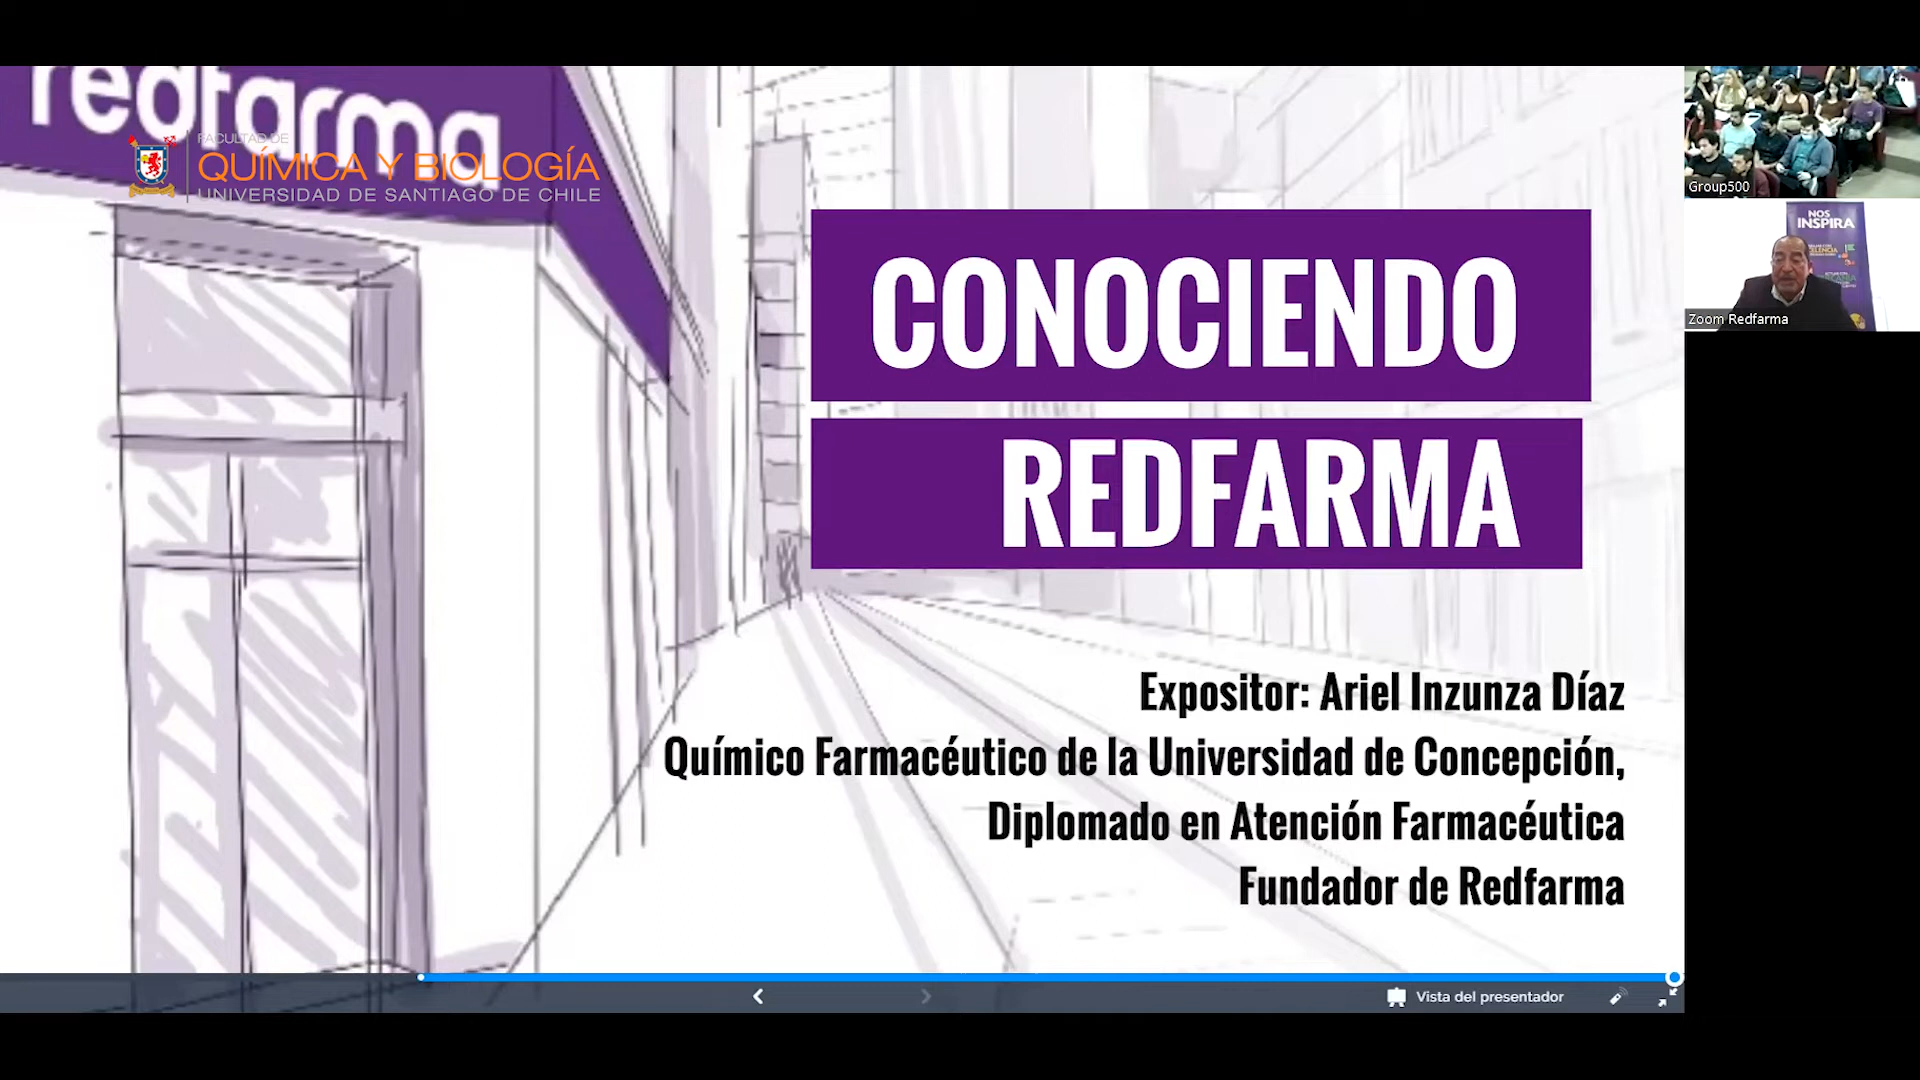 redfarma
FACULTAD DE
QUÍMICA Y BIOLOGÍA
UNIVERSIDAD DE SANTIAGO DE CHILE
CONOCIENDO
REDFARMA
Expositor: Ariel Inzunza Díaz
Químico Farmacéutico de la Universidad de Concepción,
Diplomado en Atención Farmacéutica
Fundador de Redfarma
Vista del presentador
Group500
NOS
INSPIRA
Zoom Redfarma